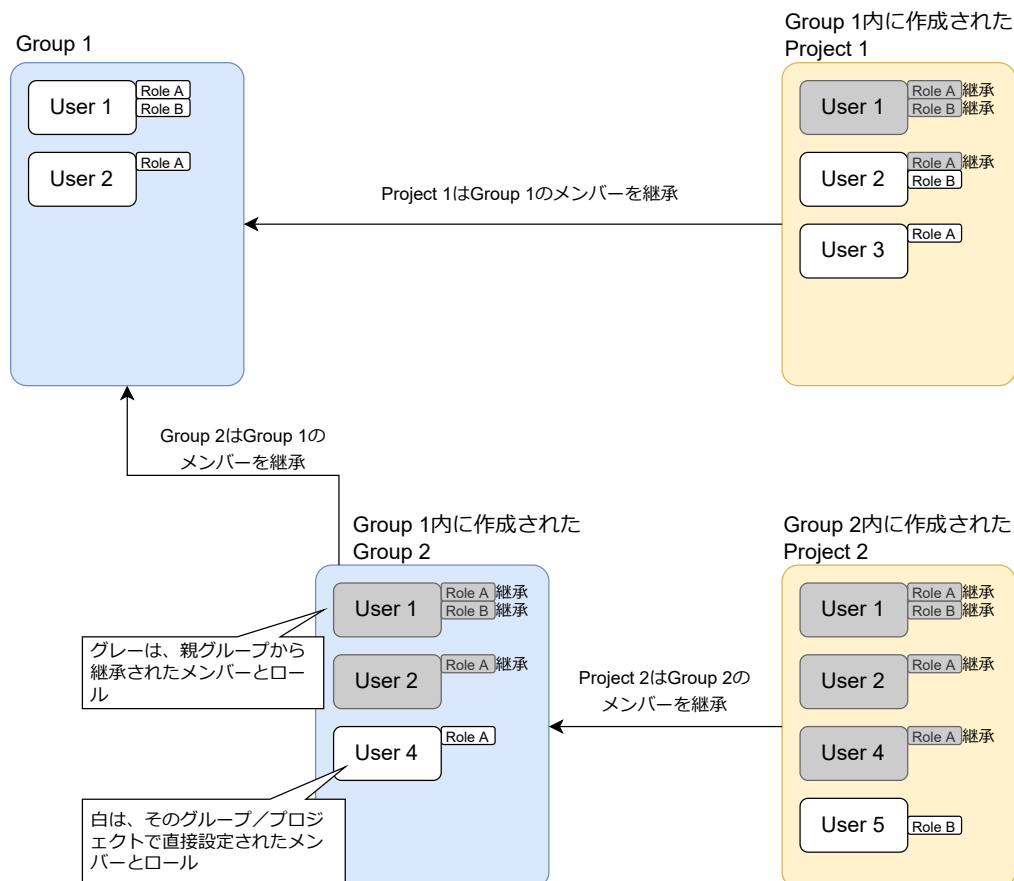 Group 1
User 1
Role A
Role B
User 2
Role A
Project 1はGroup 1のメンバーを継承
Group 1内に作成された
Project 1
User 1
Role A 継承
Role B 継承
User 2
Role A 継承
Role B
User 3
Role A
Group 2はGroup 1の
メンバーを継承
Group 1内に作成された
Group 2
User 1
Role A 継承
Role B 継承
User 2
Role A 継承
User 4
Role A
グレーは、親グループから
継承されたメンバーとロー
ル
白は、そのグループ／プロジ
ェクトで直接設定されたメン
バーとロール
Project 2はGroup 2の
メンバーを継承
Group 2内に作成された
Project 2
User 1
Role A 継承
Role B 継承
User 2
Role A 継承
User 4
Role A 継承
User 5
Role B